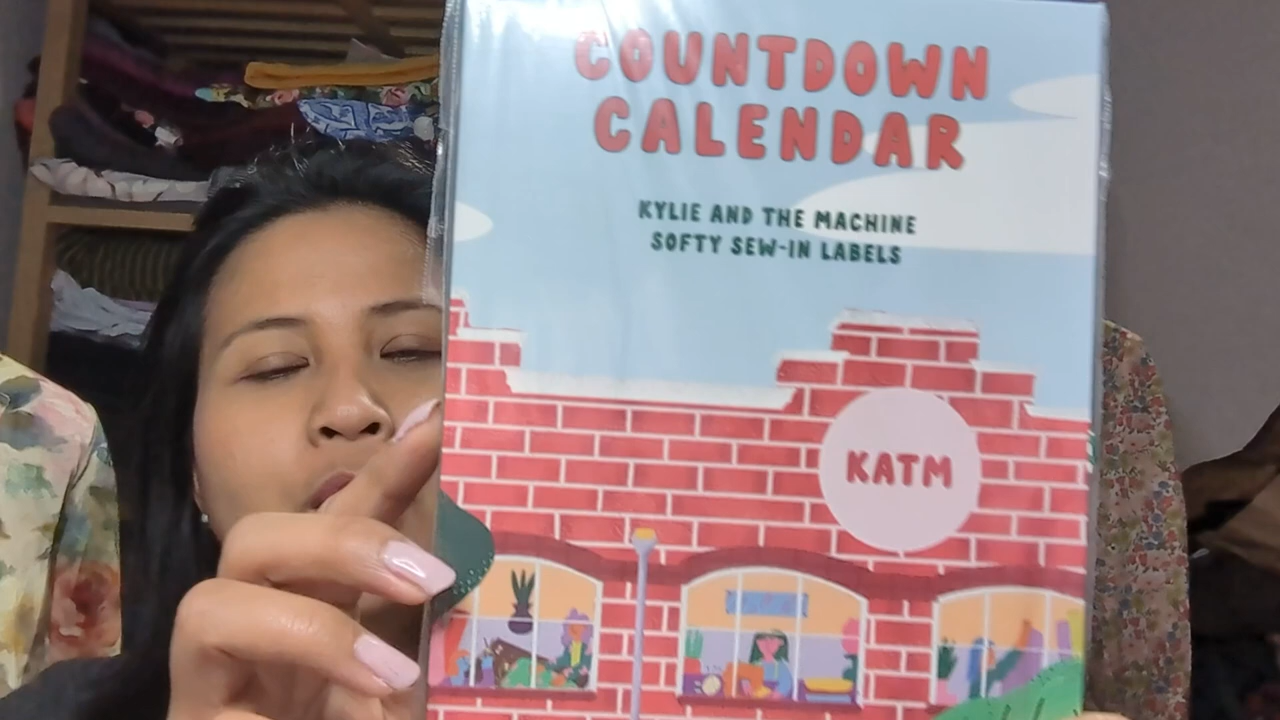 COUNTDOWN
CALENDAR
KYLIE AND THE MACHINE
SOFTY SEW-IN LABELS
KATM